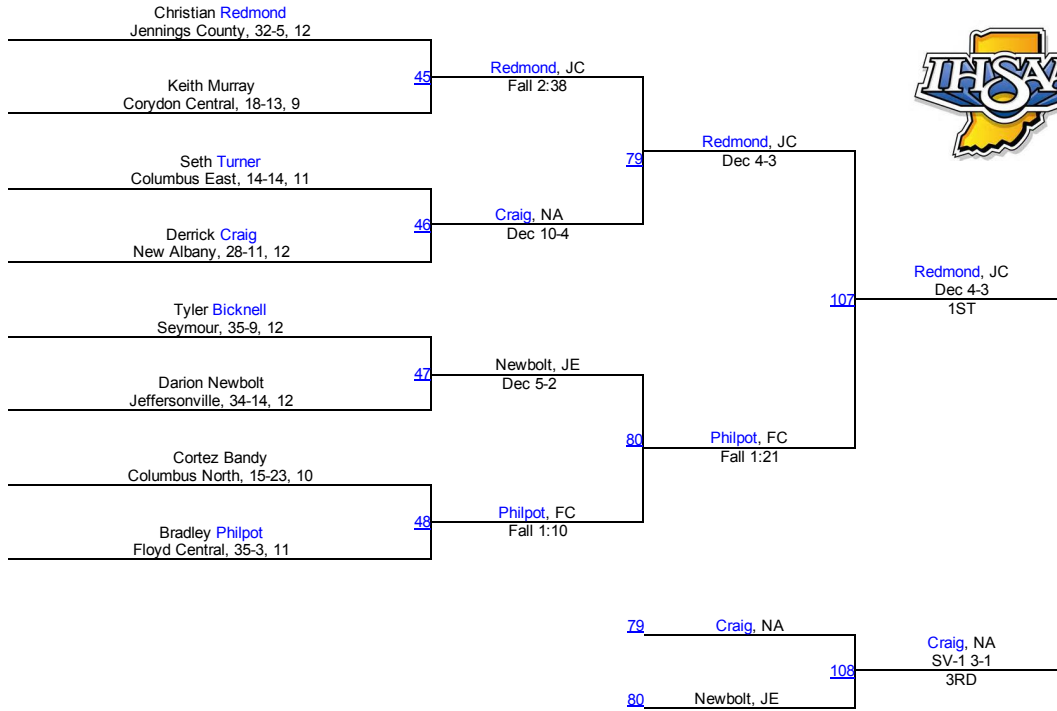 Christian Redmond
Jennings County, 32-5, 12
45
Keith Murray
Corydon Central, 18-13, 9
Redmond, JC
Fall 2:38
Seth Turner
Columbus East, 14-14, 11
46
Derrick Craig
New Albany, 28-11, 12
Craig, NA
Dec 10-4
79
Redmond, JC
Dec 4-3
Tyler Bicknell
Seymour, 35-9, 12
47
Darion Newbolt
Jeffersonville, 34-14, 12
Newbolt, JE
Dec 5-2
Cortez Bandy
Columbus North, 15-23, 10
48
Bradley Philpot
Floyd Central, 35-3, 11
Philpot, FC
Fall 1:10
80
Philpot, FC
Fall 1:21
107
Redmond, JC
Dec 4-3
1ST
79
Craig, NA
108
80
Newbolt, JE
Craig, NA
SV-1 3-1
3RD
IHSAA